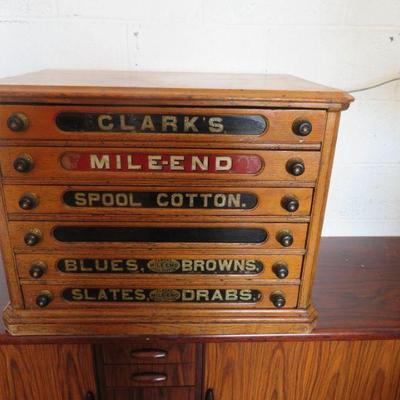 CLARK'S
MILE-END
SPOOL COTTON.
BLUES, BROWNS.
SLATES, DRABS.